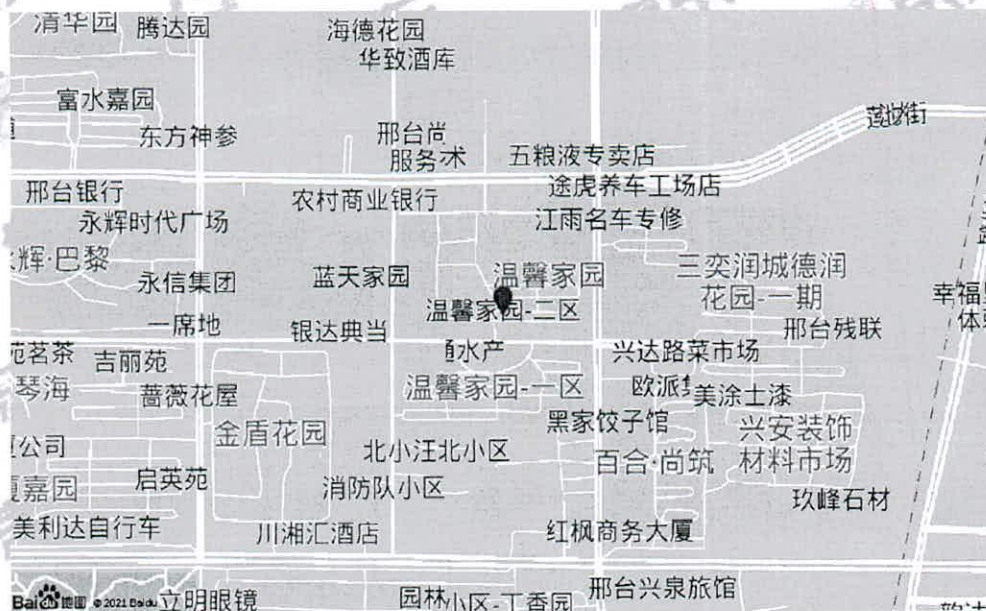 清华园
腾达园
海德花园
华致酒库
富水嘉园
东方神参
邢台尚
服务
术
五粮液专卖店
途虎养车工场店
邢台银行
农村商业银行
永辉时代广场
江雨名车专修
辉·巴黎
永信集团
蓝天家园
温馨家园
三奕润城德润
花园-一期
温馨家园-二区
幸福
一席地
银达典当
邢台残联
体
苑茗茶
吉丽苑
水产
兴达路菜市场
琴海
蔷薇花屋
温馨家园-一区
欧派
美涂士漆
黑家饺子馆
金盾花园
兴安装饰
材料市场
公司
北小汪北小区
百合·尚筑
嘉园
启英苑
消防队小区
玖峰石材
美利达自行车
川湘汇酒店
红枫商务大厦
邢台兴泉旅馆
Bai 地图 © 2021 Baidu
立明眼镜
园林小区-丁香园